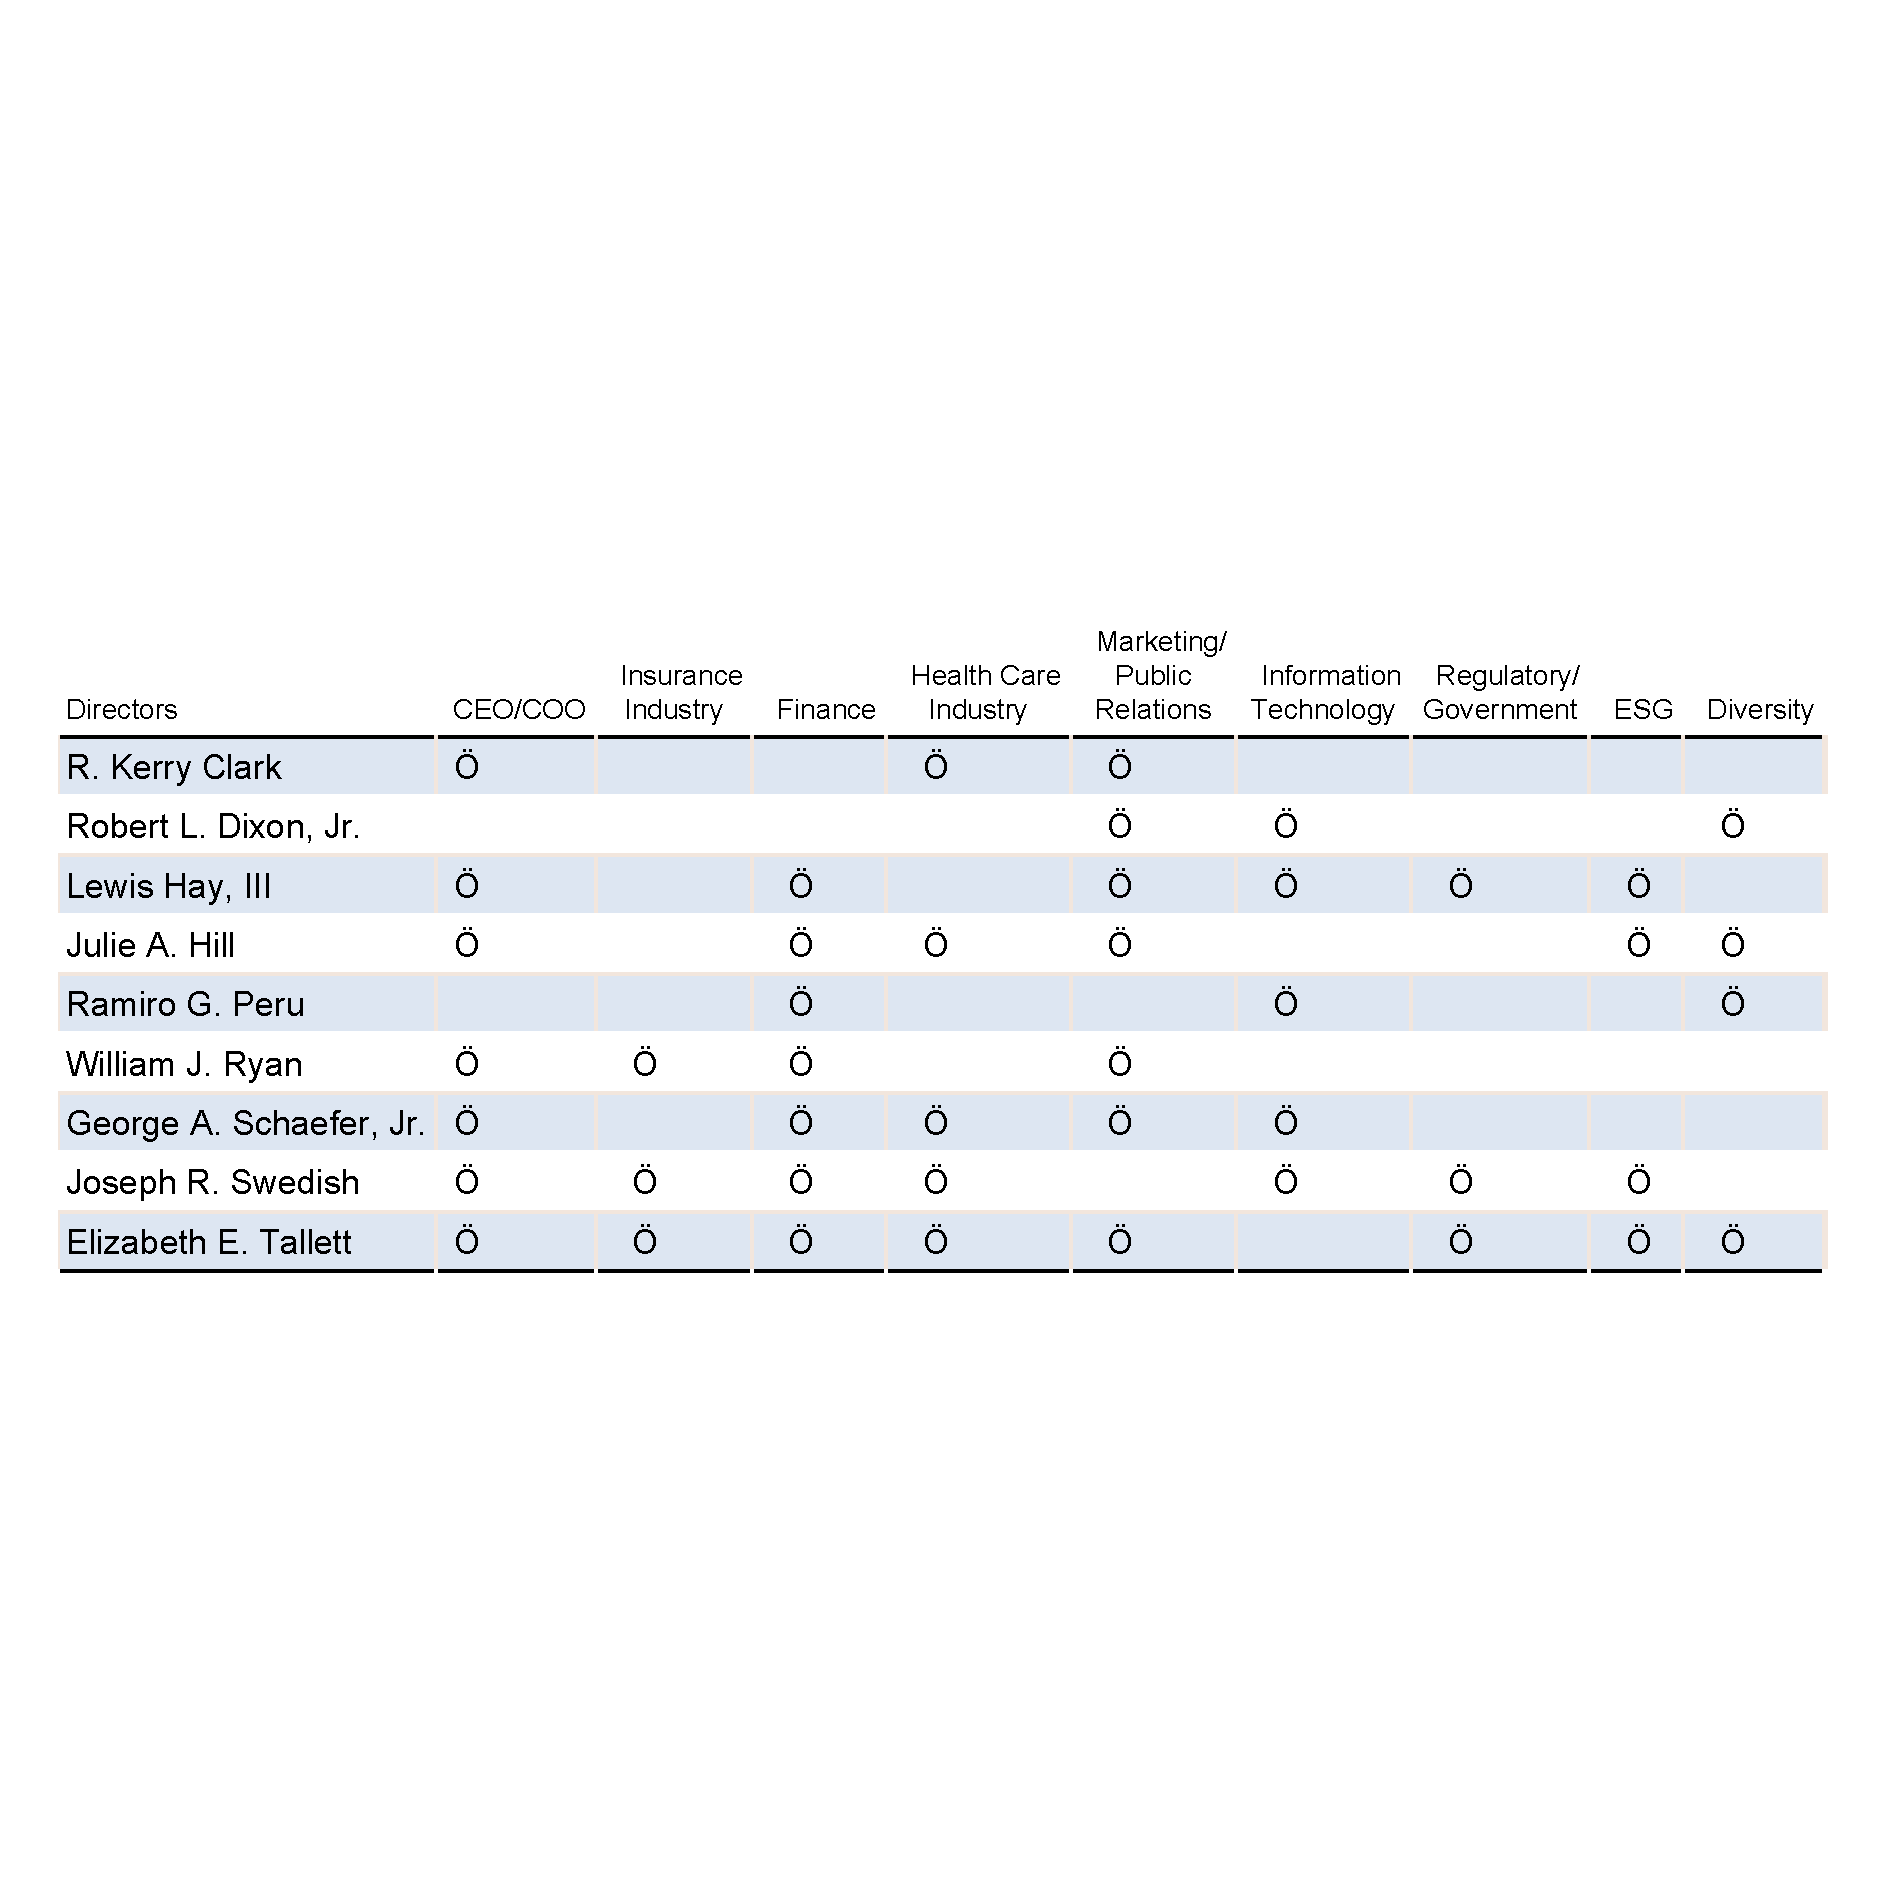 Marketing/
Insurance Health Care Public Information Regulatory/
Directors CEO/COO Industry Finance Industry Relations Technology Government ESG Diversity
R. Kerry Clark Ö Ö Ö
Robert L. Dixon, Jr. Ö Ö Ö
Lewis Hay, III Ö Ö Ö Ö Ö Ö
Julie A. Hill Ö Ö Ö Ö Ö Ö
Ramiro G. Peru Ö Ö Ö
William J. Ryan Ö Ö Ö Ö
George A. Schaefer, Jr. Ö Ö Ö Ö Ö
Joseph R. Swedish Ö Ö Ö Ö Ö Ö Ö
Elizabeth E. Tallett Ö Ö Ö Ö Ö Ö Ö Ö